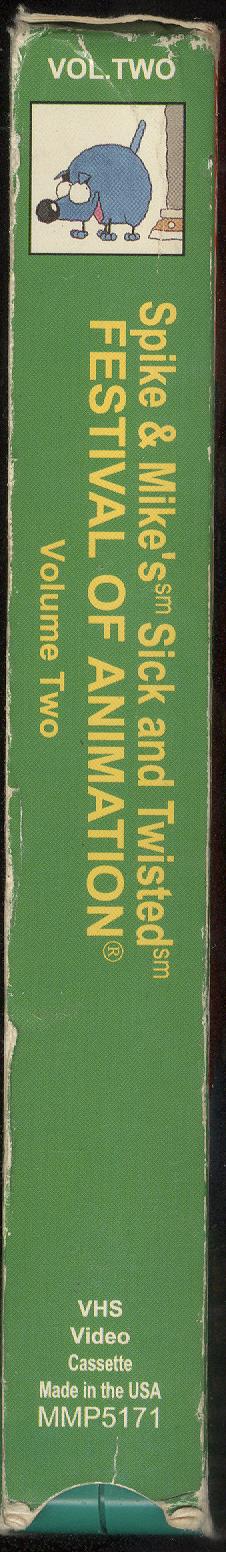 VOL.TWO
Spike & Mike's℠ Sick and Twisted℠
FESTIVAL OF ANIMATION®
Volume Two
VHS
Video
Cassette
Made in the USA
MMP5171